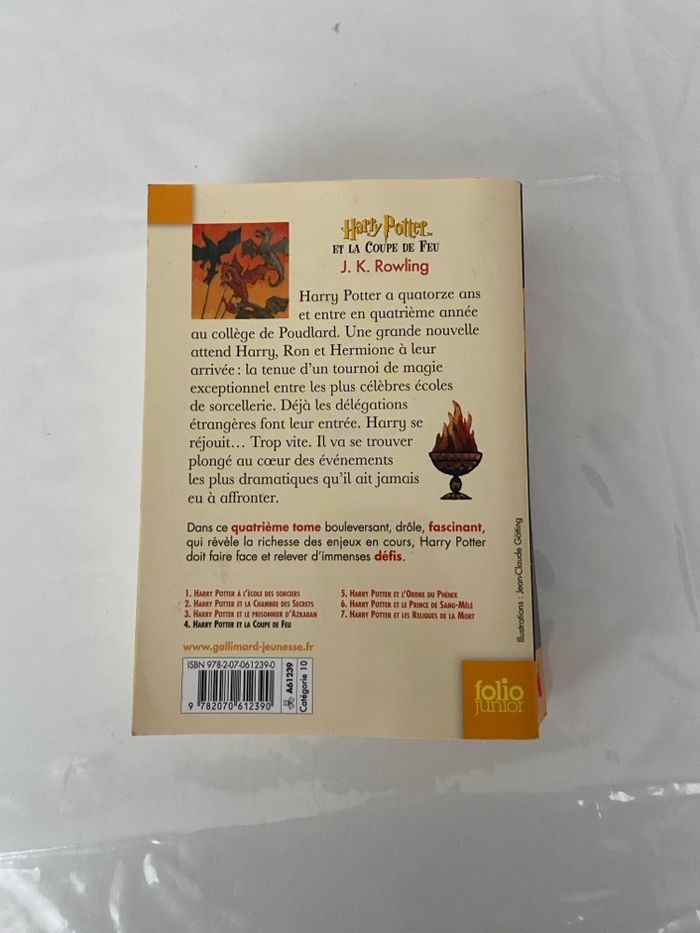 Harry Potter™
ET LA COUPE DE FEU
J. K. Rowling
Harry Potter a quatorze ans
et entre en quatrième année
au collège de Poudlard. Une grande nouvelle
attend Harry, Ron et Hermione à leur
arrivée : la tenue d'un tournoi de magie
exceptionnel entre les plus célèbres écoles
de sorcellerie. Déjà les délégations
étrangères font leur entrée. Harry se
réjouit... Trop vite. Il va se trouver
plongé au cœur des événements
les plus dramatiques qu'il ait jamais
eu à affronter.
Dans ce quatrième tome bouleversant, drôle, fascinant,
qui révèle la richesse des enjeux en cours, Harry Potter
doit faire face et relever d'immenses défis.
1. HARRY POTTER À L'ÉCOLE DES SORCIERS
2. HARRY POTTER ET LA CHAMBRE DES SECRETS
3. HARRY POTTER ET LE PRISONNIER D'AZKABAN
4. HARRY POTTER ET LA COUPE DE FEU
5. HARRY POTTER ET L'ORDRE DU PHÉNIX
6. HARRY POTTER ET LE PRINCE DE SANG-MÊLÉ
7. HARRY POTTER ET LES RELIQUES DE LA MORT
www.gallimard-jeunesse.fr
ISBN 978-2-07-061239-0
9 782070 612390
A61239
Catégorie 10
Illustrations : Jean-Claude Götting
folio
junior